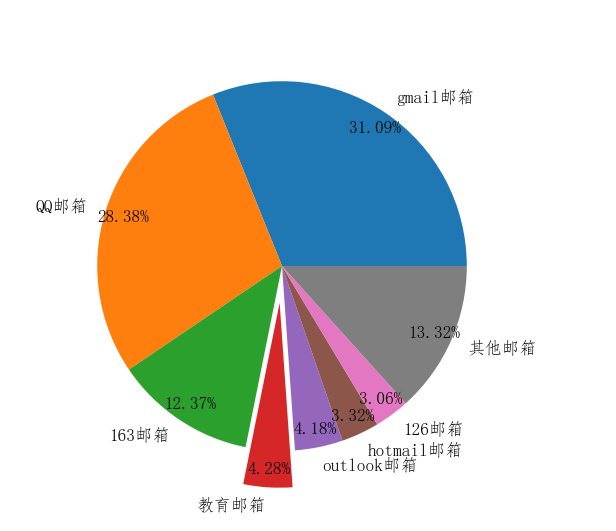 gmail邮箱
31.09%
QQ邮箱
28.38%
163邮箱
12.37%
教育邮箱
4.28%
outlook邮箱
4.18%
hotmail邮箱
3.32%
126邮箱
3.06%
其他邮箱
13.32%